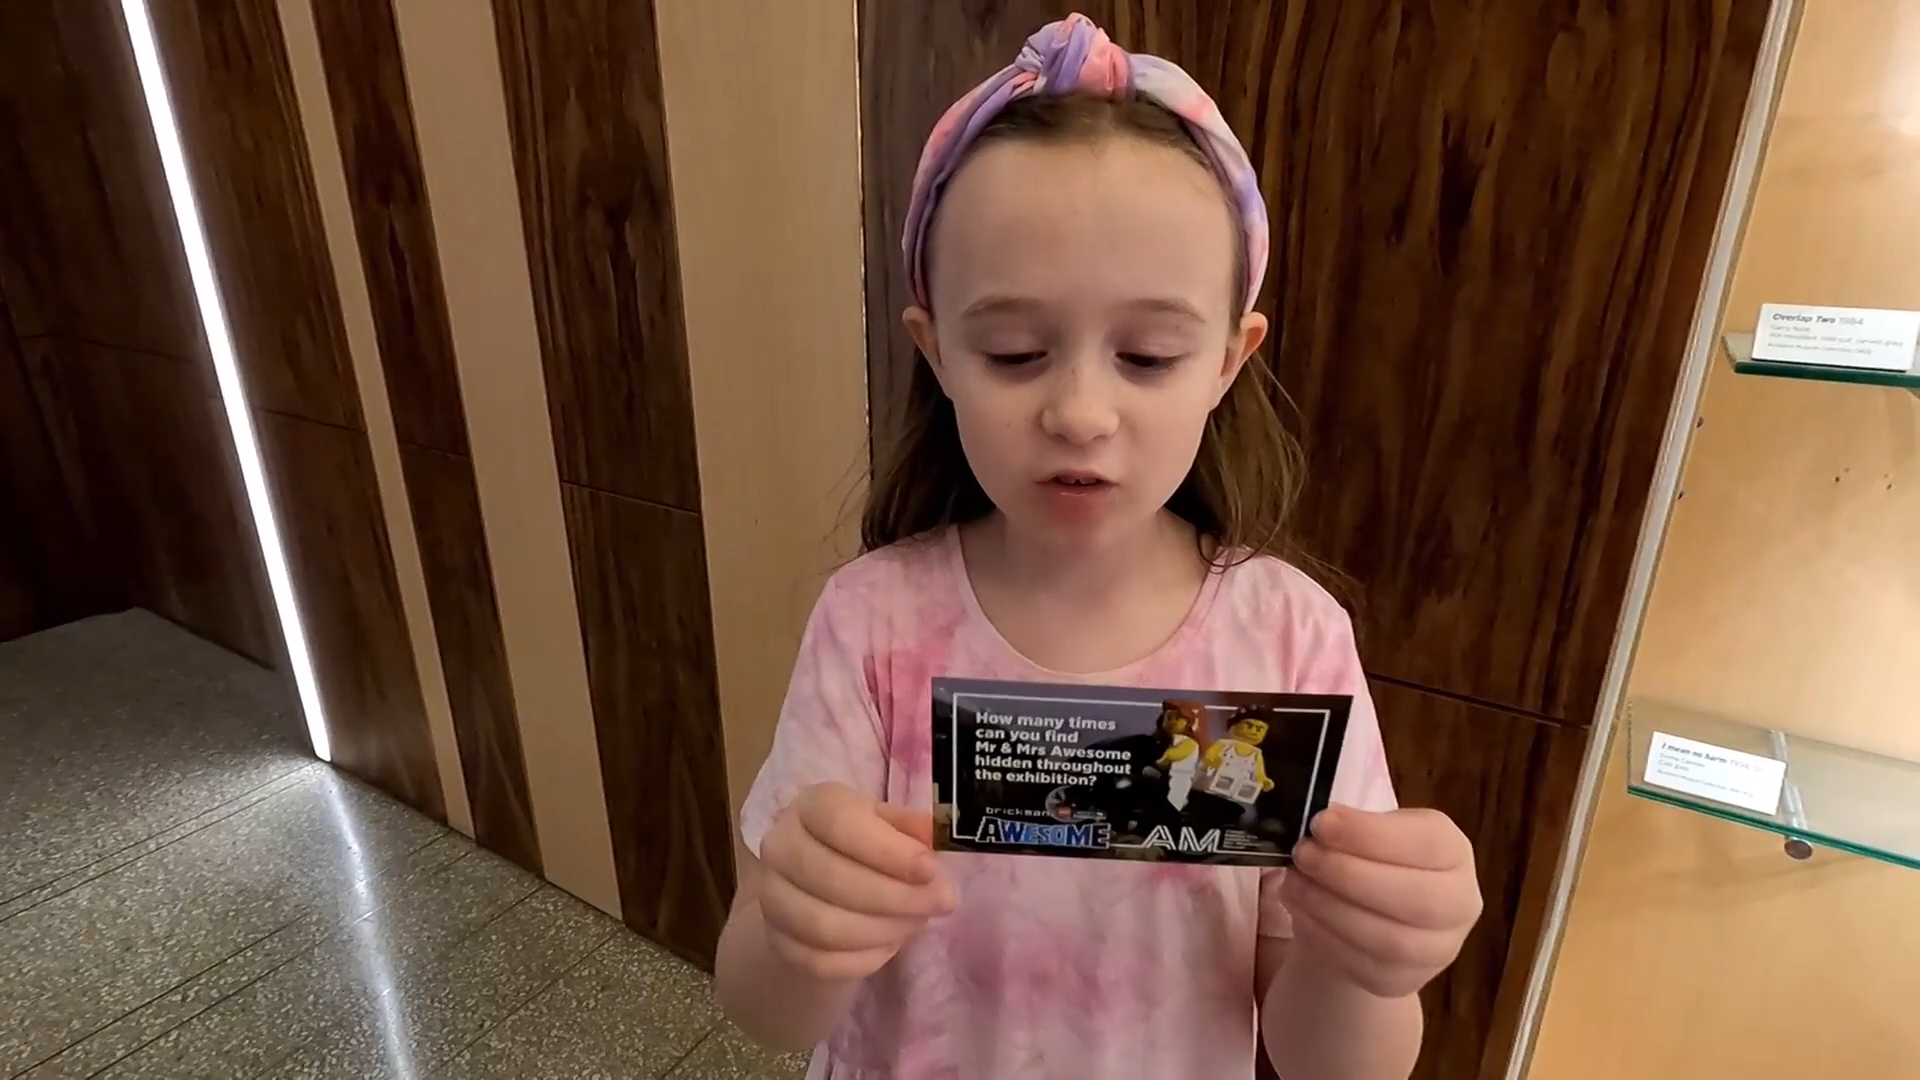 How many times
can you find
Mr & Mrs Awesome
hidden throughout
the exhibition?
brickman
AWESOME
AM
Overlap Two 1984
I mean no harm